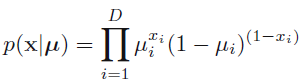 p(x|μ) = ∏_{i=1}^{D} μ_i^{x_i} (1 − μ_i)^{(1−x_i)}